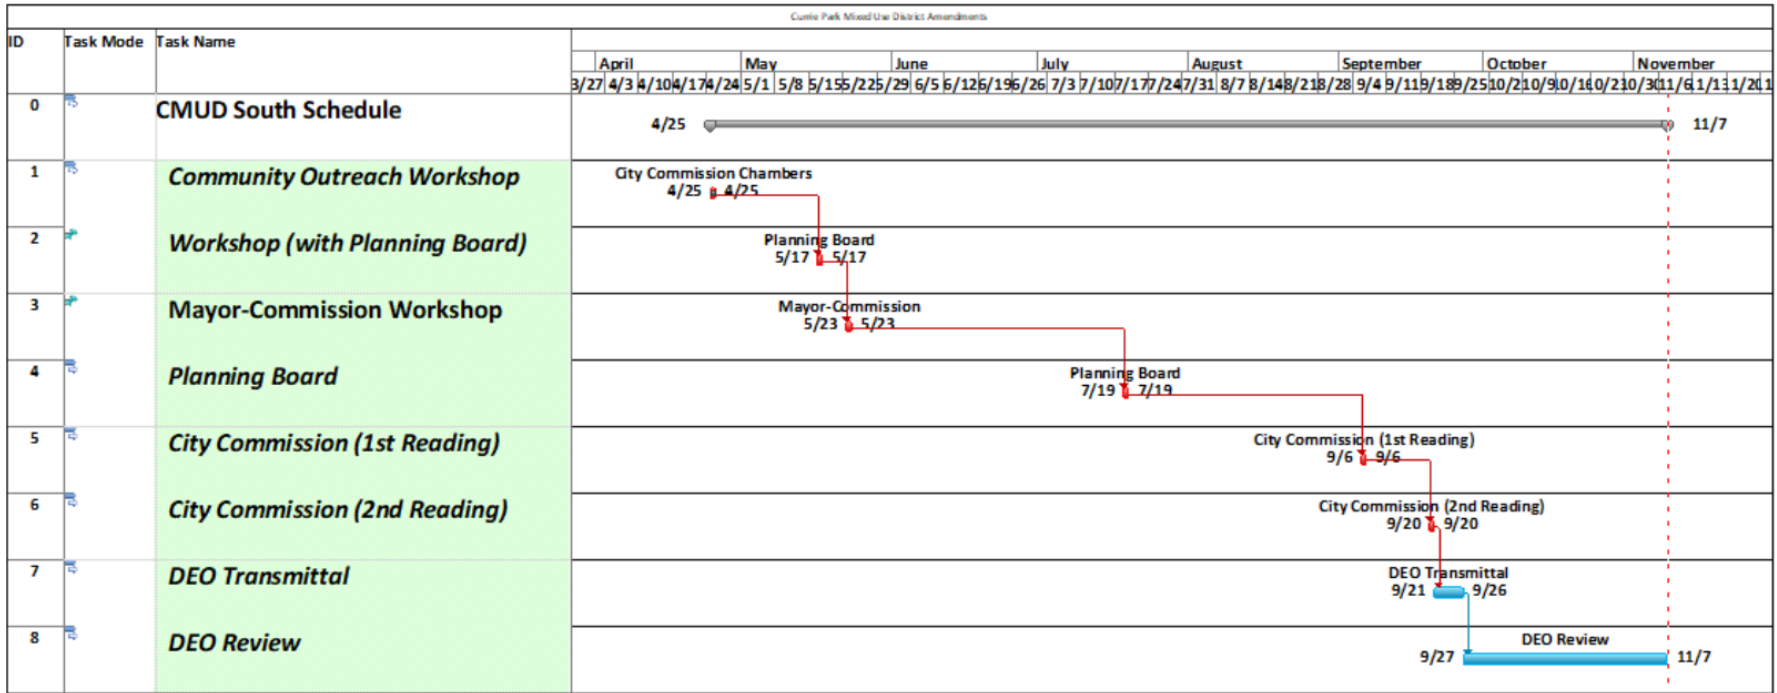 Currie Park Mixed Use District Amendments
ID Task Mode Task Name
April May June July August September October November
3/27 4/3 4/10 4/17 4/24 5/1 5/8 5/15 5/22 5/29 6/5 6/12 6/19 6/26 7/3 7/10 7/17 7/24 7/31 8/7 8/14 8/21 8/28 9/4 9/11 9/18 9/25 10/2 10/9 10/16 10/23 10/30 11/6 11/13 11/20
0 CMUD South Schedule
4/25 11/7
1 Community Outreach Workshop
City Commission Chambers
4/25 4/25
2 Workshop (with Planning Board)
Planning Board
5/17 5/17
3 Mayor-Commission Workshop
Mayor-Commission
5/23 5/23
4 Planning Board
Planning Board
7/19 7/19
5 City Commission (1st Reading)
City Commission (1st Reading)
9/6 9/6
6 City Commission (2nd Reading)
City Commission (2nd Reading)
9/20 9/20
7 DEO Transmittal
DEO Transmittal
9/21 9/26
8 DEO Review
DEO Review
9/27 11/7